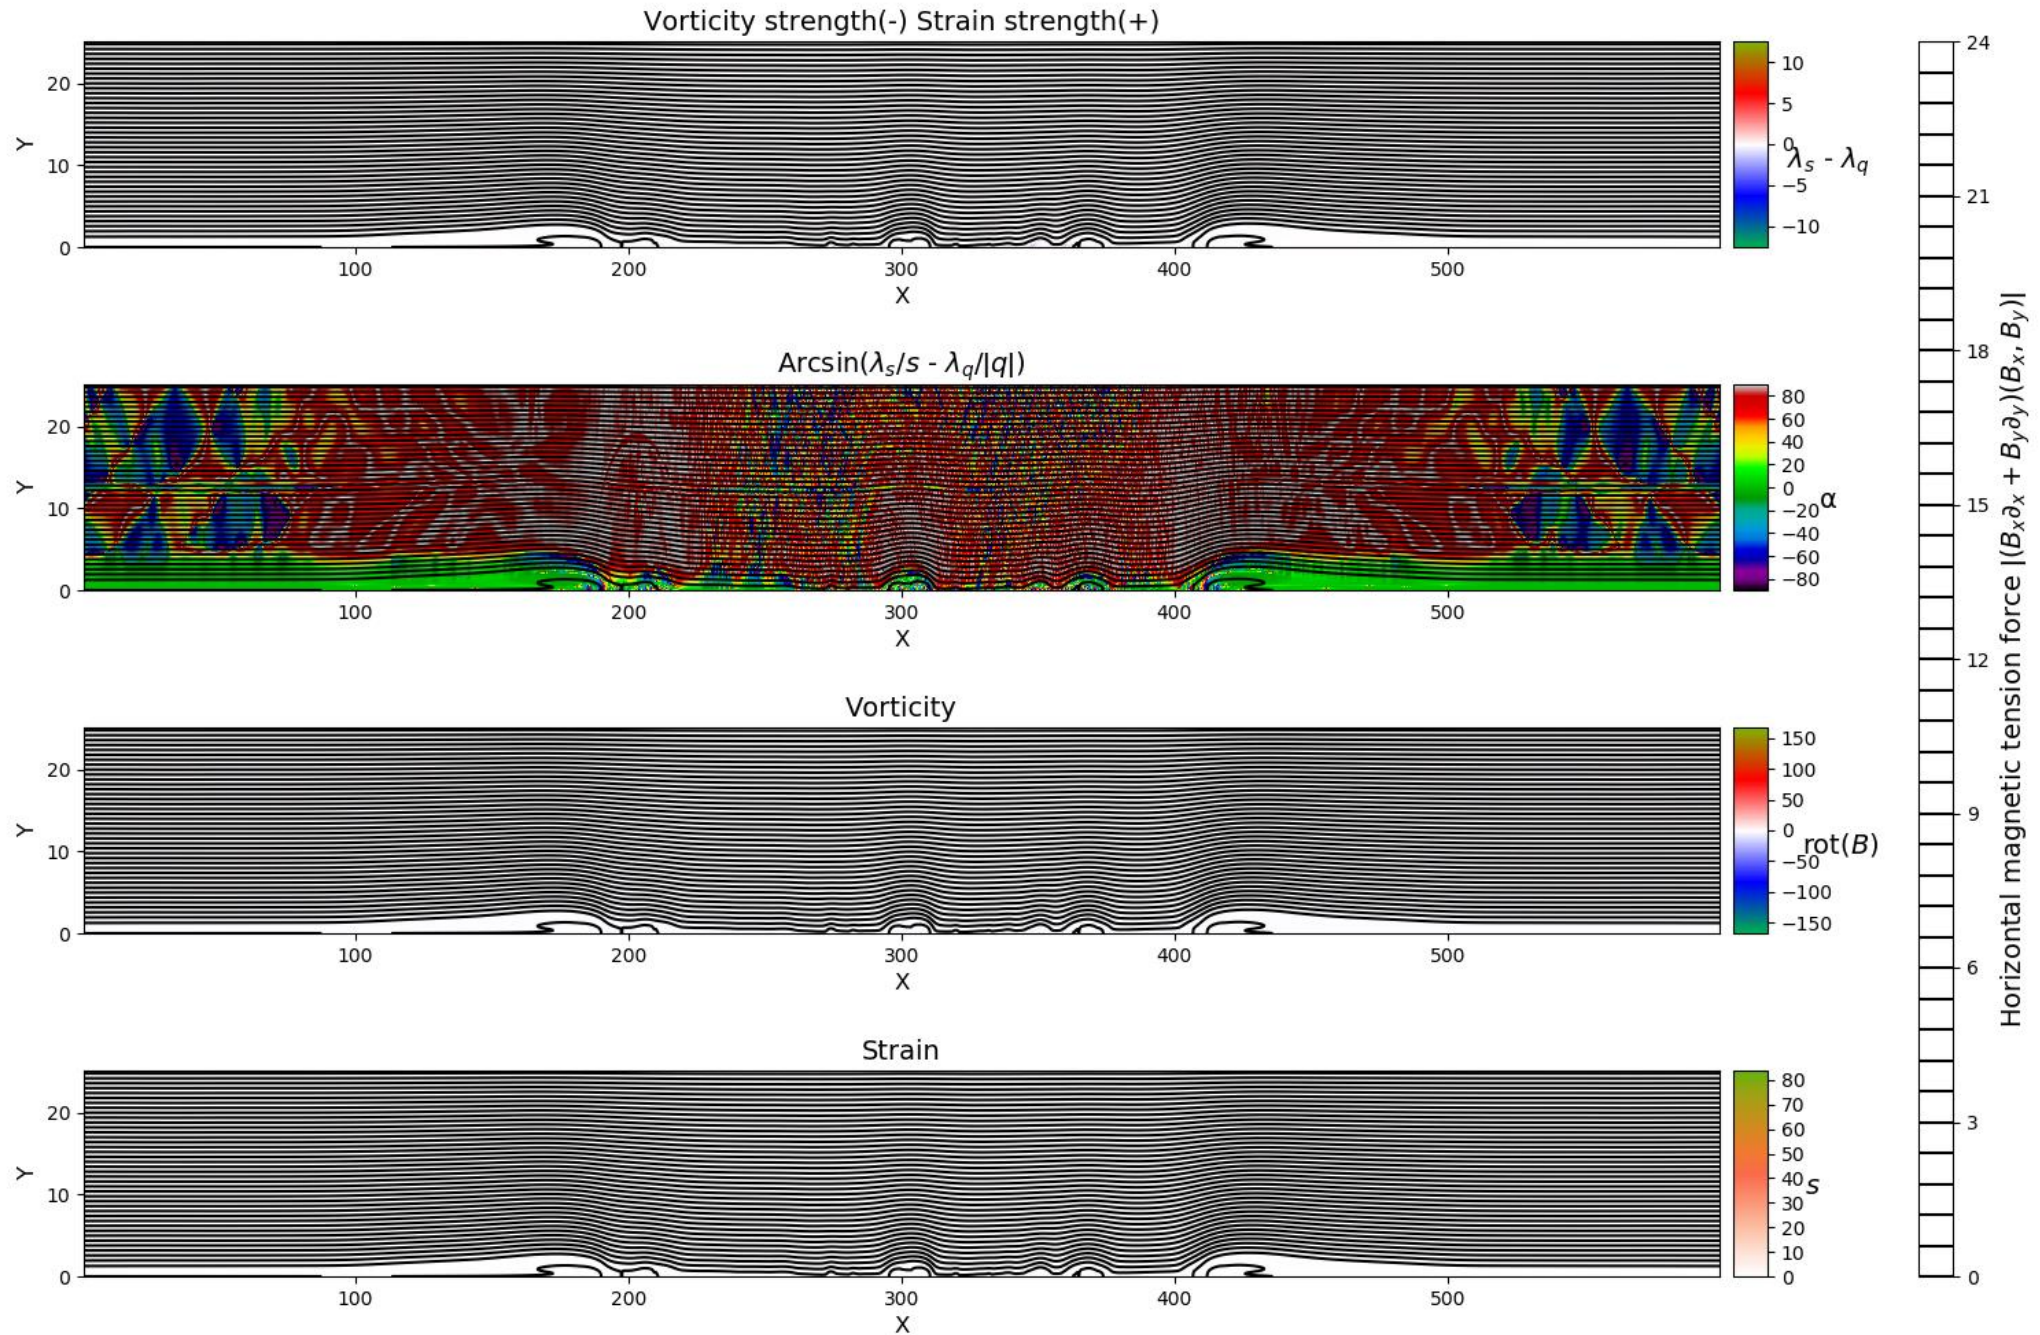 Vorticity strength(-) Strain strength(+)
Y
20
10
0
100 200 300 400 500
X
10
5
0
−5
−10
λs - λq
Arcsin(λs/s - λq/|q|)
Y
20
10
0
100 200 300 400 500
X
80
60
40
20
0
−20
−40
−60
−80
α
Vorticity
Y
20
10
0
100 200 300 400 500
X
150
100
50
0
−50
−100
−150
rot(B)
Strain
Y
20
10
0
100 200 300 400 500
X
80
70
60
50
40
30
20
10
0
s
24
21
18
15
12
9
6
3
0
Horizontal magnetic tension force |(Bx∂x + By∂y)(Bx, By)|